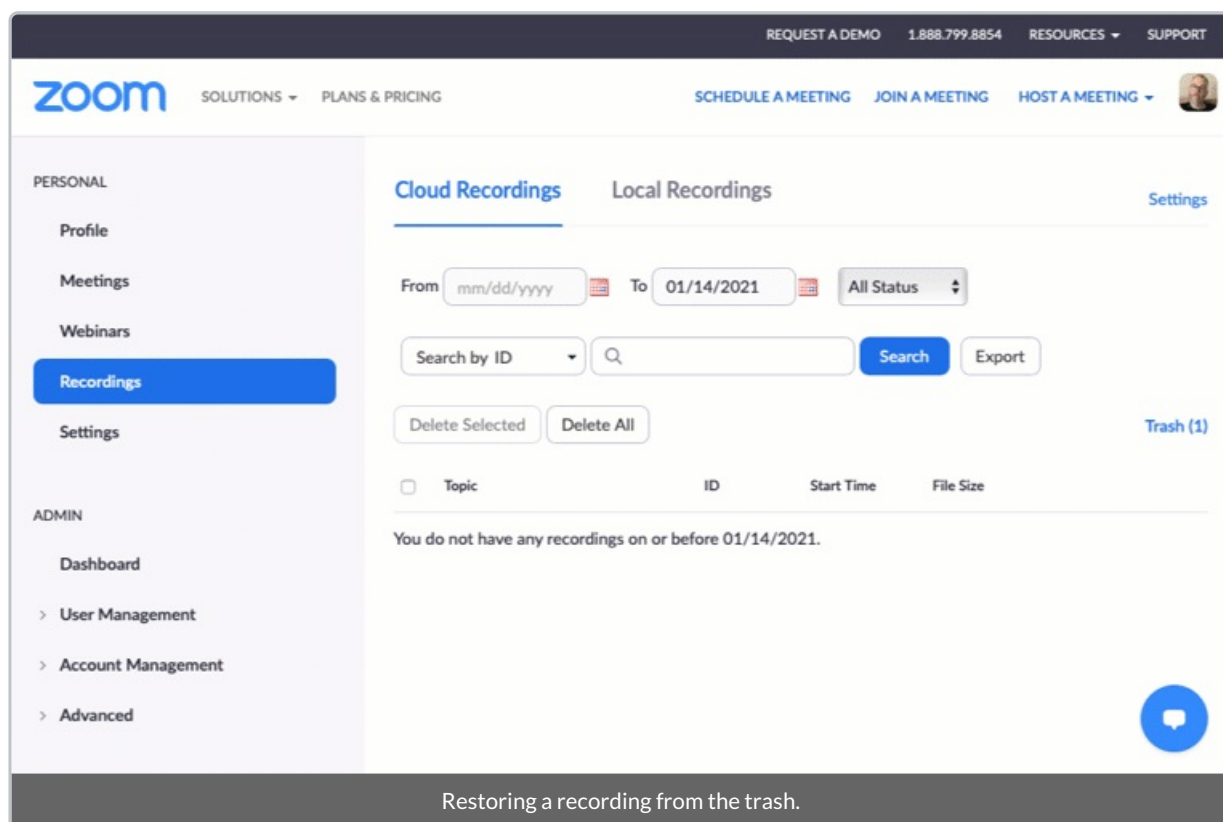 REQUEST A DEMO 1.888.799.8854 RESOURCES SUPPORT
zoom SOLUTIONS PLANS & PRICING SCHEDULE A MEETING JOIN A MEETING HOST A MEETING
PERSONAL
Profile
Meetings
Webinars
Recordings
Settings
ADMIN
Dashboard
User Management
Account Management
Advanced
Cloud Recordings Local Recordings Settings
From mm/dd/yyyy To 01/14/2021 All Status
Search by ID Search Export
Delete Selected Delete All Trash (1)
Topic ID Start Time File Size
You do not have any recordings on or before 01/14/2021.
Restoring a recording from the trash.